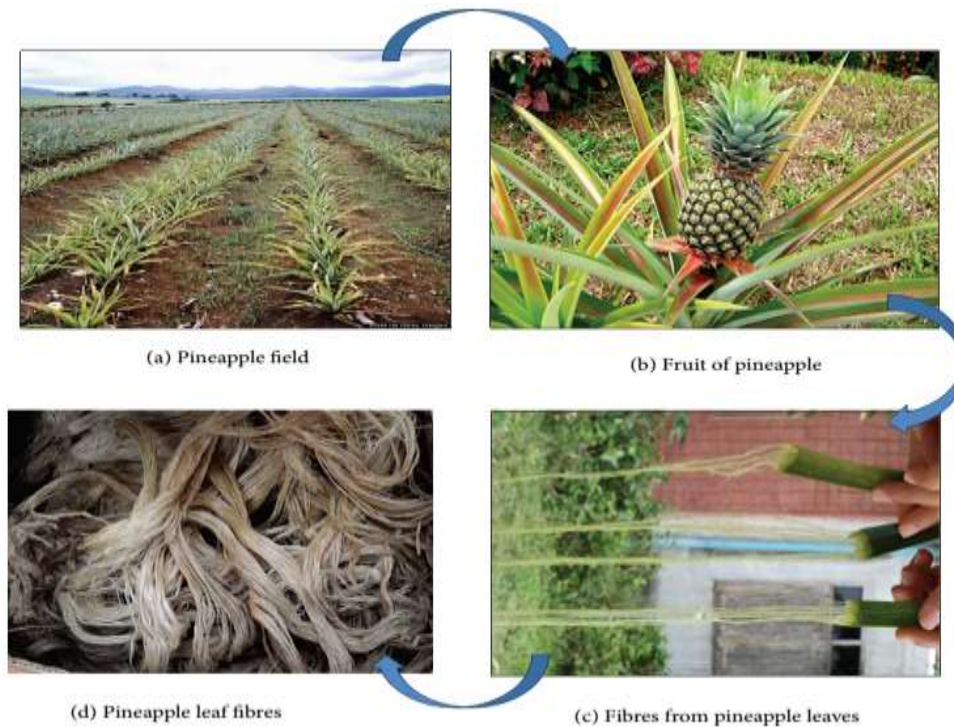 (a) Pineapple field
(b) Fruit of pineapple
(d) Pineapple leaf fibres
(c) Fibres from pineapple leaves